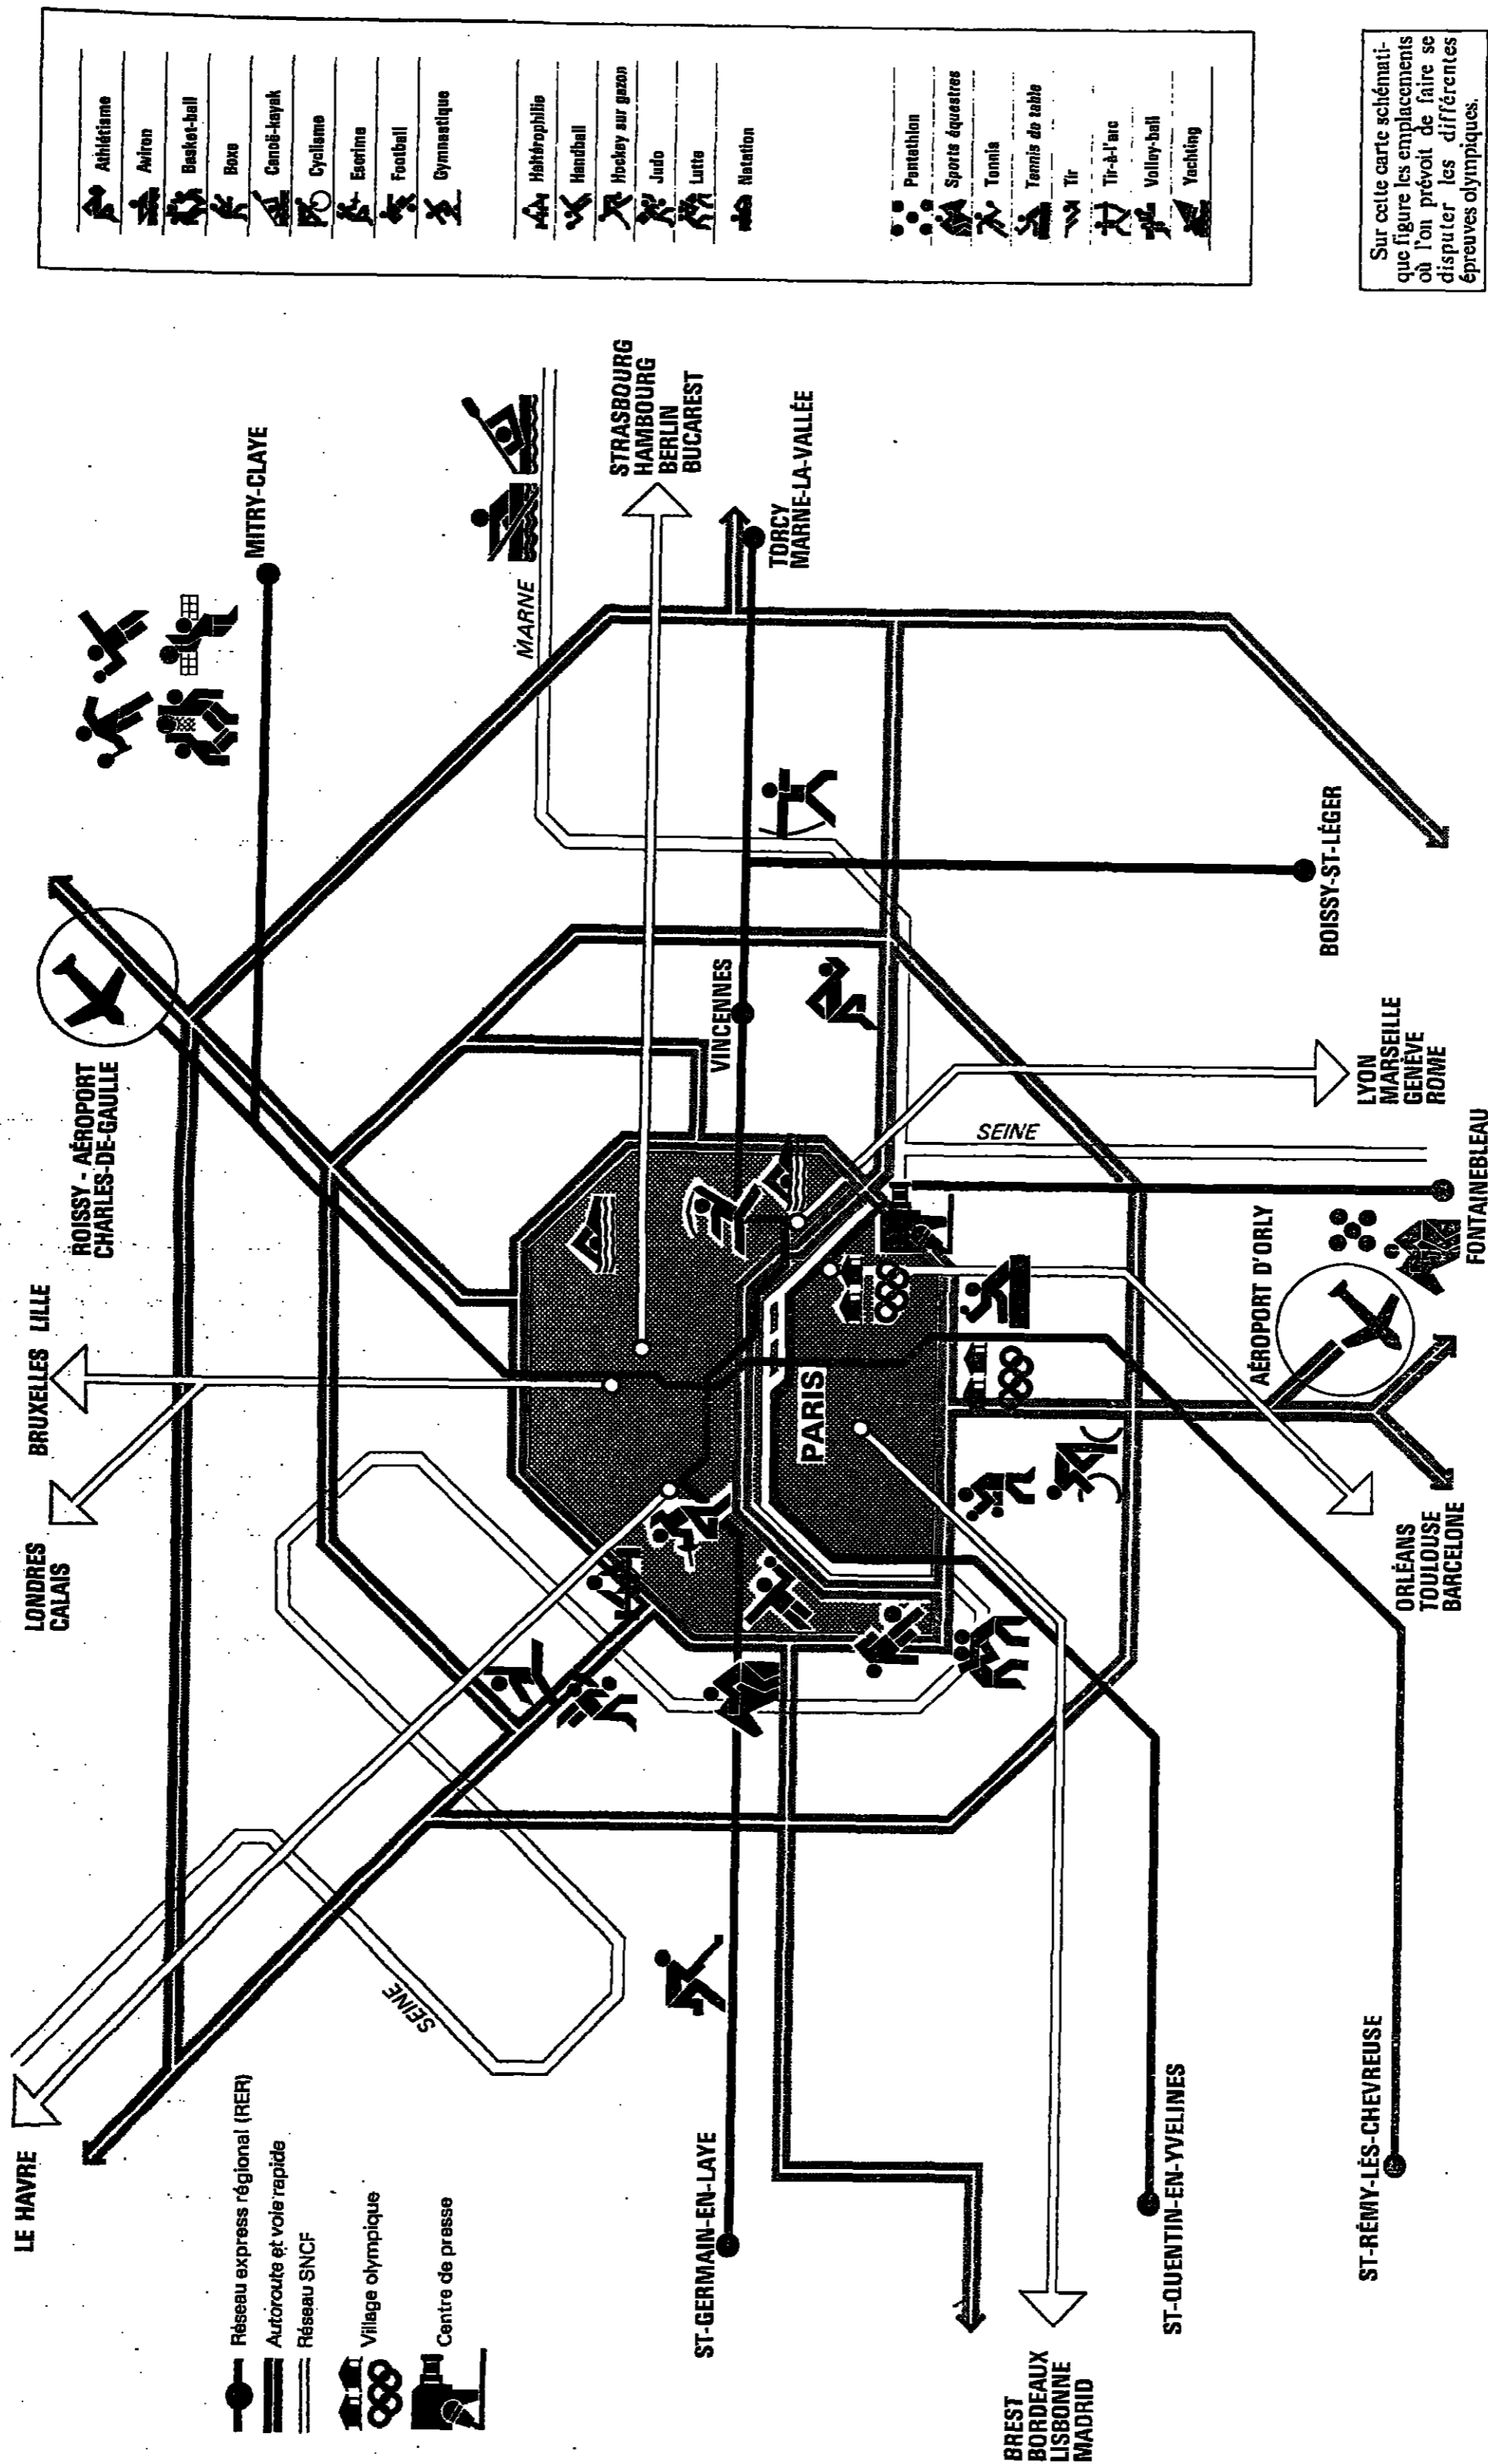 LE HAVRE
LONDRES
CALAIS
BRUXELLES LILLE
ROISSY - AÉROPORT
CHARLES-DE-GAULLE
MITRY-CLAYE
MARNE
STRASBOURG
HAMBOURG
BERLIN
BUCAREST
TORCY
MARNE-LA-VALLÉE
VINCENNES
SEINE
PARIS
SEINE
BOISSY-ST-LÉGER
LYON
MARSEILLE
GENÈVE
ROME
FONTAINEBLEAU
AÉROPORT D'ORLY
ORLÉANS
TOULOUSE
BARCELONE
ST-RÉMY-LÈS-CHEVREUSE
ST-QUENTIN-EN-YVELINES
BREST
BORDEAUX
LISBONNE
MADRID
ST-GERMAIN-EN-LAYE
Réseau express régional (RER)
Autoroute et voie rapide
Réseau SNCF
Village olympique
Centre de presse
Athlétisme
Aviron
Basket-ball
Boxe
Canoë-kayak
Cyclisme
Escrime
Football
Gymnastique
Haltérophilie
Handball
Hockey sur gazon
Judo
Lutte
Natation
Pentathlon
Sports équestres
Tennis
Tennis de table
Tir
Tir-à-l'arc
Volley-ball
Yachting
Sur cette carte schémati-
que figure les emplacements
où l'on prévoit de faire se
disputer les différentes
épreuves olympiques.